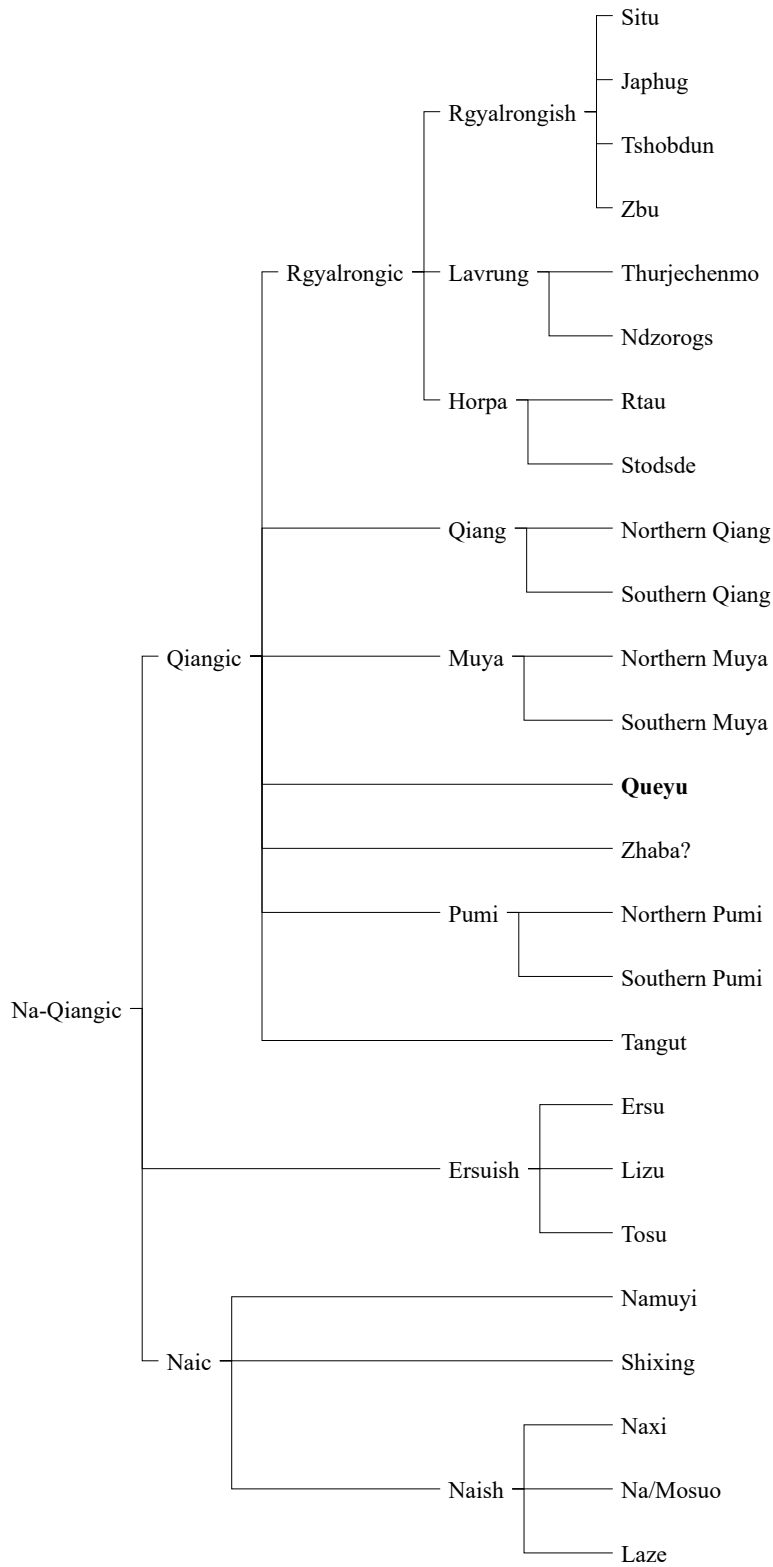 Situ
Japhug
Rgyalrongish
Tshobdun
Zbu
Rgyalrongic
Lavrung
Thurjechenmo
Ndzorogs
Horpa
Rtau
Stodsde
Qiang
Northern Qiang
Southern Qiang
Qiangic
Muya
Northern Muya
Southern Muya
Queyu
Zhaba?
Pumi
Northern Pumi
Southern Pumi
Na-Qiangic
Tangut
Ersu
Ersuish
Lizu
Tosu
Namuyi
Naic
Shixing
Naxi
Naish
Na/Mosuo
Laze